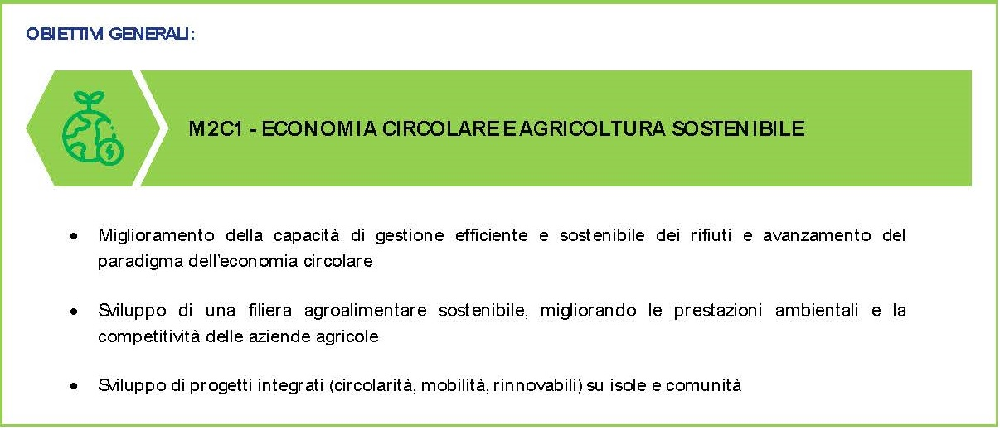 OBIETTIVI GENERALI:
M2C1 - ECONOMIA CIRCOLARE E AGRICOLTURA SOSTENIBILE
• Miglioramento della capacità di gestione efficiente e sostenibile dei rifiuti e avanzamento del
paradigma dell'economia circolare
• Sviluppo di una filiera agroalimentare sostenibile, migliorando le prestazioni ambientali e la
competitività delle aziende agricole
• Sviluppo di progetti integrati (circolarità, mobilità, rinnovabili) su isole e comunità